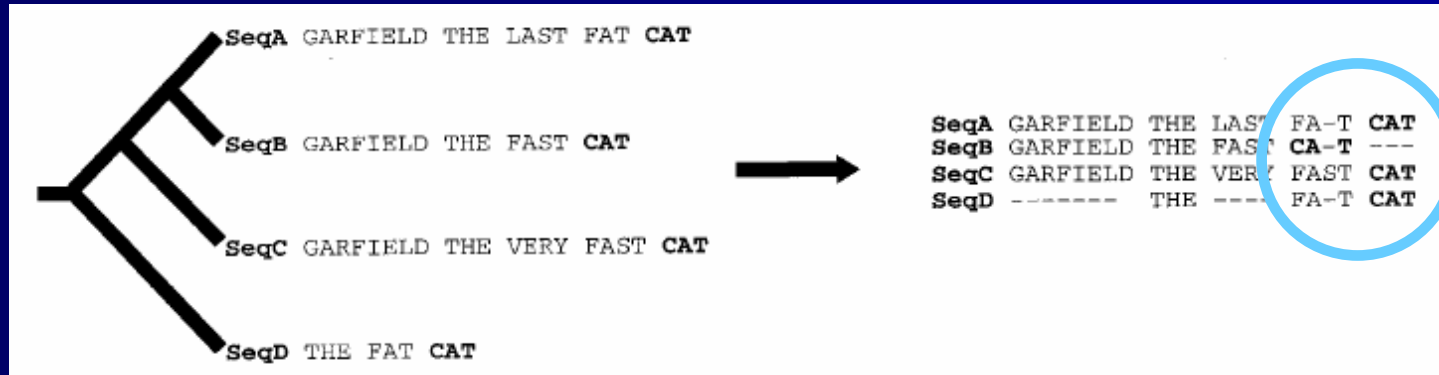 SeqA GARFIELD THE LAST FAT CAT
SeqB GARFIELD THE FAST CAT
SeqC GARFIELD THE VERY FAST CAT
SeqD THE FAT CAT
SeqA GARFIELD THE LAST FA-T CAT
SeqB GARFIELD THE FAST CA-T ---
SeqC GARFIELD THE VERY FAST CAT
SeqD -------- THE ---- FA-T CAT